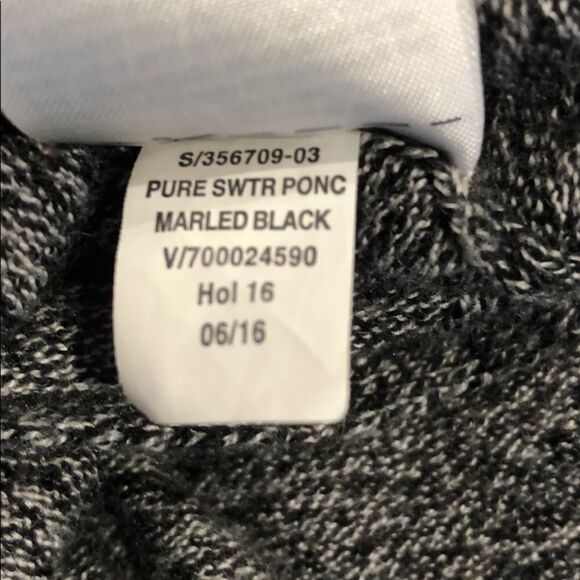 S/356709-03
PURE SWTR PONC
MARLED BLACK
V/700024590
Hol 16
06/16